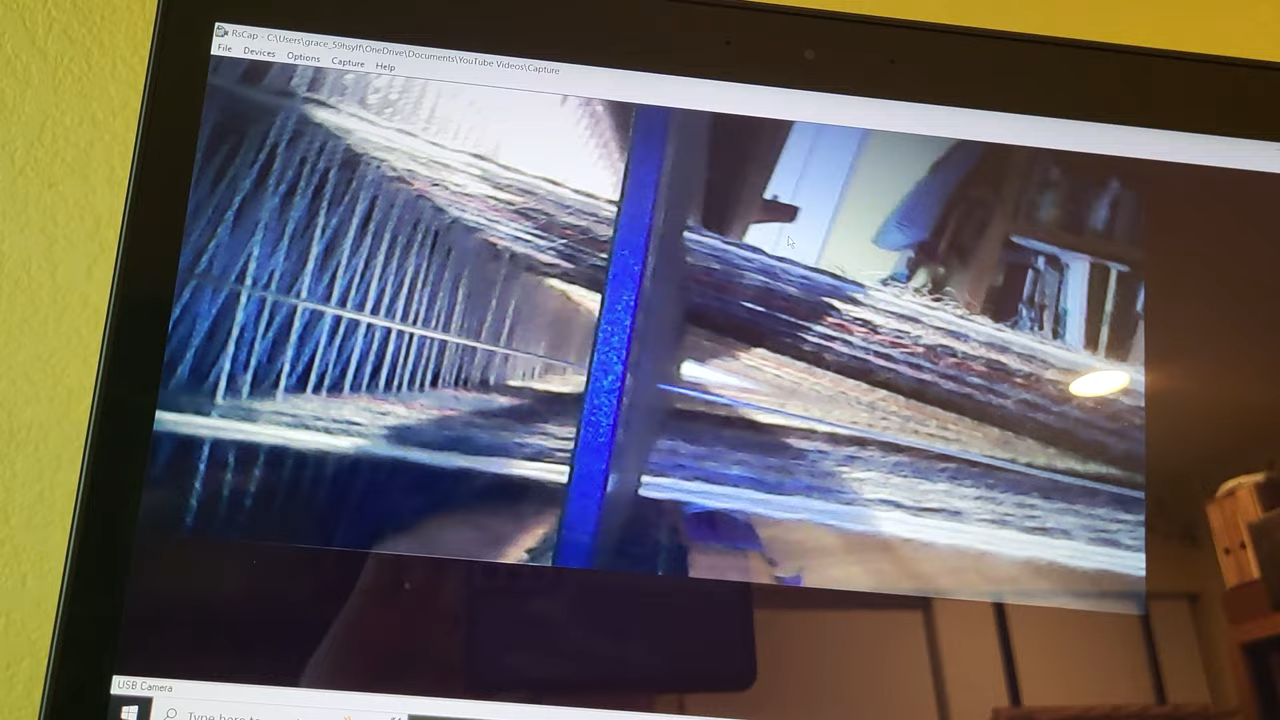 RsCap - C:\Users\grace_59hsylf\OneDrive\Documents\YouTube Videos\Capture
File Devices Options Capture Help
USB Camera
Type here to